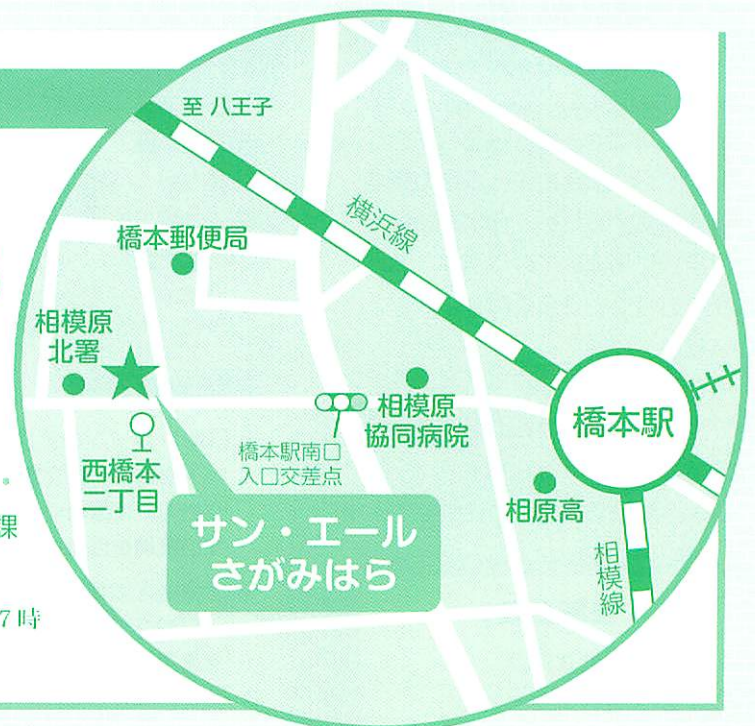 至 八王子
横浜線
橋本郵便局
相模原
北署
相模原
協同病院
橋本駅
橋本駅南口
入口交差点
西橋本
二丁目
相原高
サン・エール
さがみはら
相模線
。
課
7時